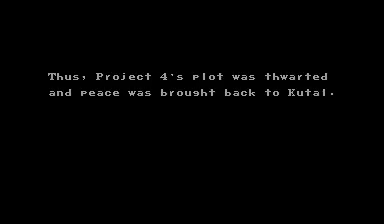 Thus, Project 4's plot was thwarted
and peace was brought back to Kutal.